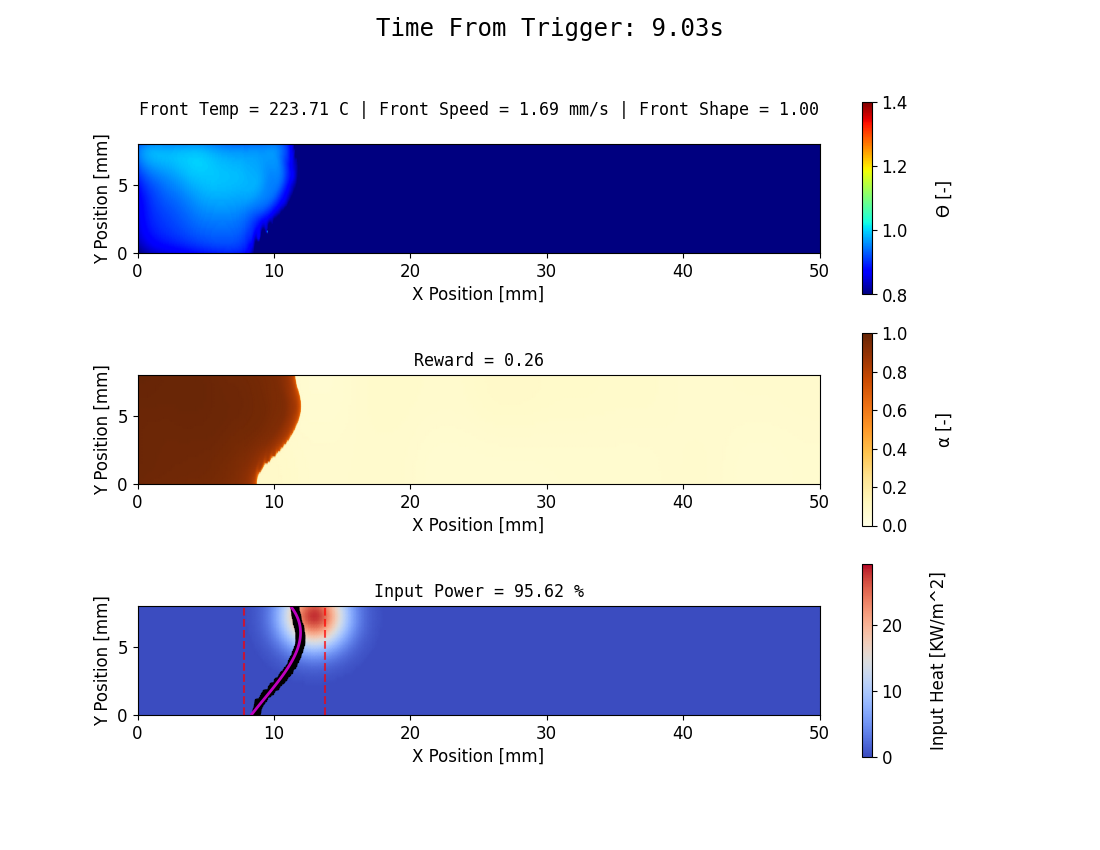 Time From Trigger: 9.03s
Front Temp = 223.71 C | Front Speed = 1.69 mm/s | Front Shape = 1.00
Y Position [mm]
5
0
0 10 20 30 40 50
X Position [mm]
1.4
1.2
1.0
0.8
Θ [-]
Reward = 0.26
Y Position [mm]
5
0
0 10 20 30 40 50
X Position [mm]
1.0
0.8
0.6
0.4
0.2
0.0
α [-]
Input Power = 95.62 %
Y Position [mm]
5
0
0 10 20 30 40 50
X Position [mm]
20
10
0
Input Heat [KW/m^2]